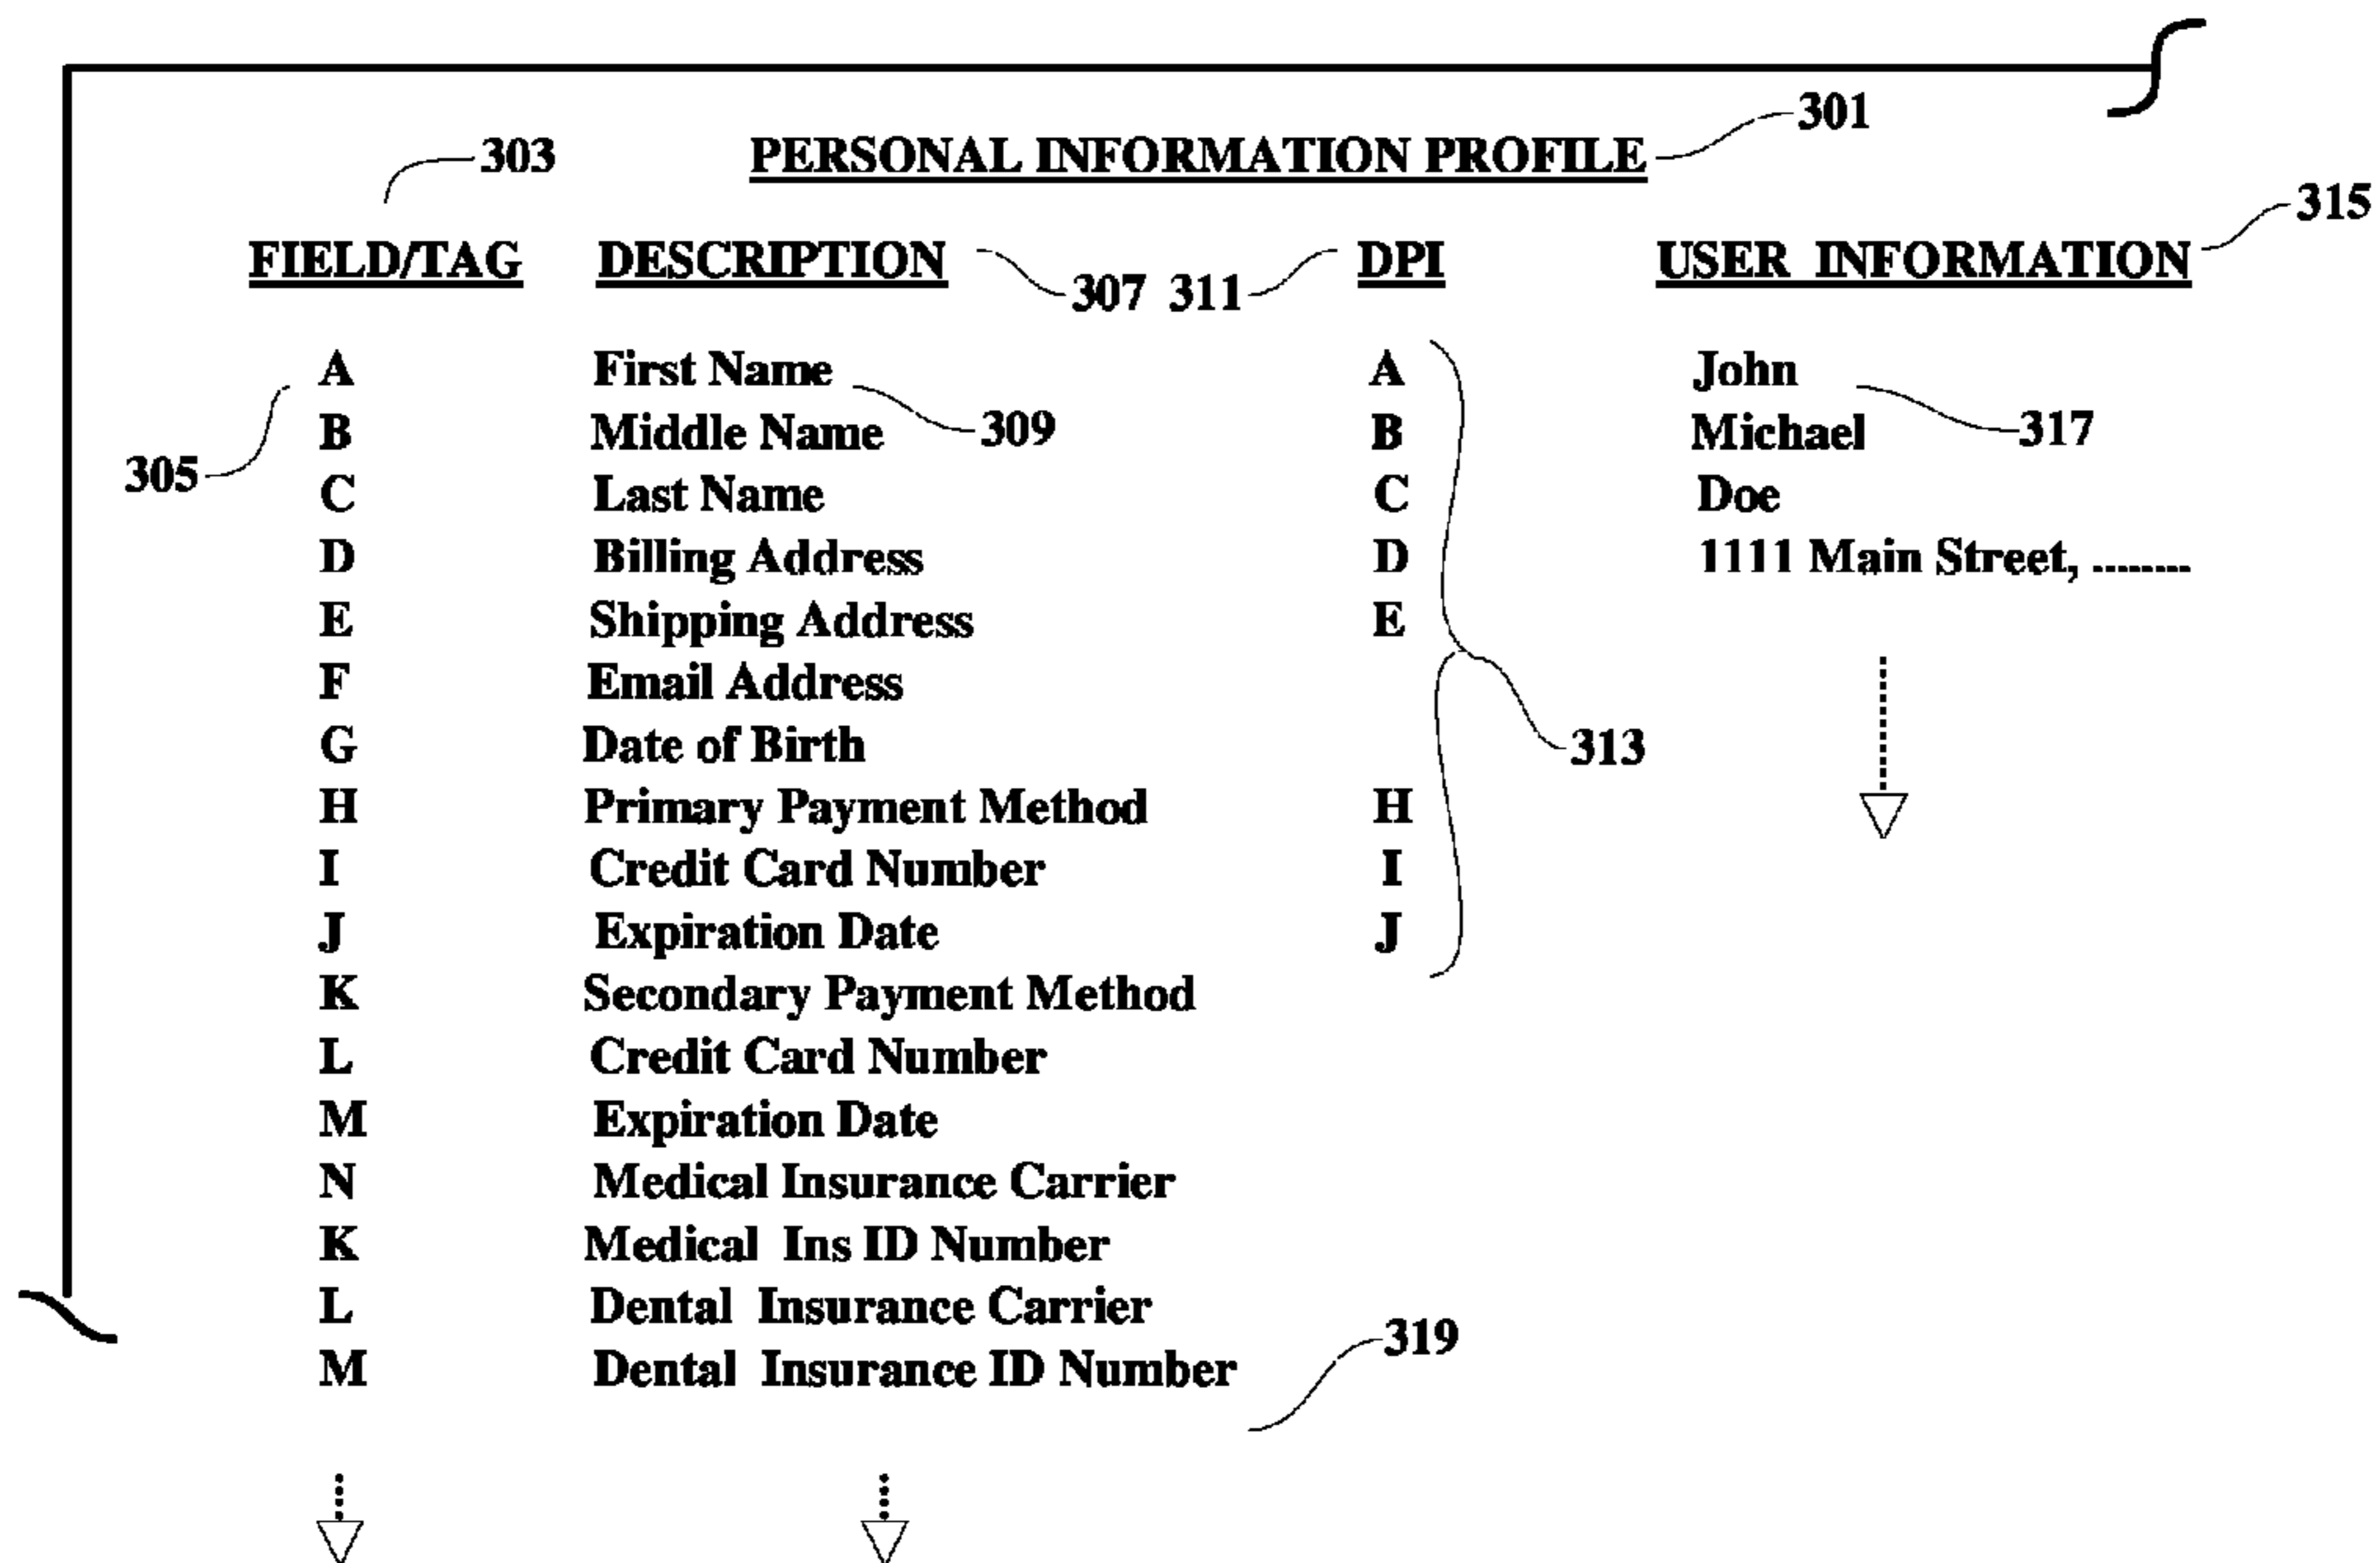 301
303 PERSONAL INFORMATION PROFILE
315
FIELD/TAG DESCRIPTION 307 311 DPI USER INFORMATION
A First Name A John
305 B Middle Name 309 B Michael 317
C Last Name C Doe
D Billing Address D 1111 Main Street, .........
E Shipping Address E
F Email Address
G Date of Birth 313
H Primary Payment Method H
I Credit Card Number I
J Expiration Date J
K Secondary Payment Method
L Credit Card Number
M Expiration Date
N Medical Insurance Carrier
K Medical Ins ID Number
L Dental Insurance Carrier
319
M Dental Insurance ID Number